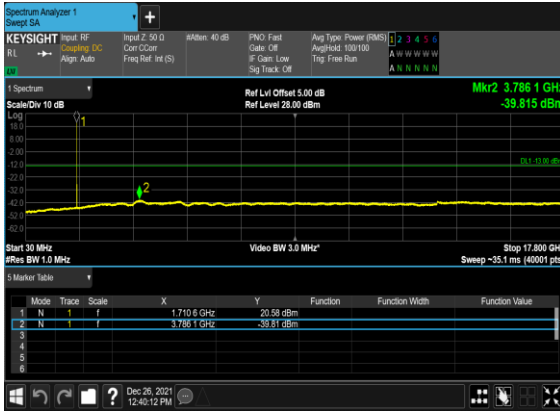 Spectrum Analyzer 1
Swept SA
+
KEYSIGHT Input: RF Input Z: 50 Ω #Atten: 40 dB PNO: Fast Avg Type: Power (RMS) 1 2 3 4 5 6
RL Coupling: DC Corr CCorr Gate: Off Avg|Hold: 100/100 A W W W W W
Align: Auto Freq Ref: Int (S) IF Gain: Low Trig: Free Run
Sig Track: Off A N N N N N
1 Spectrum Ref Lvl Offset 5.00 dB Mkr2 3.786 1 GHz
Scale/Div 10 dB Ref Level 28.00 dBm -39.815 dBm
Log
1
18.0
8.00
-2.00
-12.0 DL1 -13.00 dBm
-22.0
-32.0 2
-42.0
-52.0
-62.0
Start 30 MHz Video BW 3.0 MHz* Stop 17.800 GHz
#Res BW 1.0 MHz Sweep ~35.1 ms (40001 pts)
5 Marker Table
Mode Trace Scale X Y Function Function Width Function Value
1 N 1 f 1.710 6 GHz 20.58 dBm
2 N 1 f 3.786 1 GHz -39.81 dBm
3
4
5
6
? Dec 26, 2021
12:40:12 PM